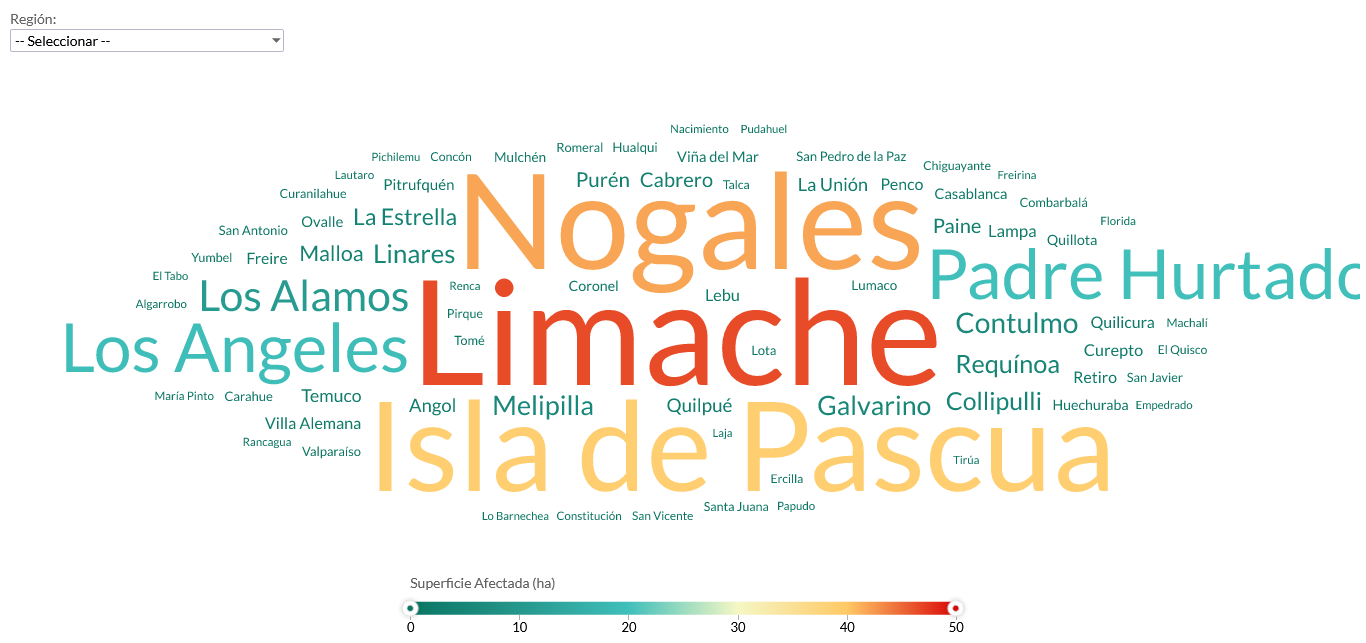 Región:
-- Seleccionar --
Nacimiento Pudahuel
Romeral Hualqui
Pichilemu Concón Mulchén Viña del Mar San Pedro de la Paz
Chiguayante
Lautaro Pitrufquén Purén Cabrero Talca La Unión Penco Freirina
Curanilahue Casablanca
Combarbalá
San Antonio Ovalle La Estrella Nogales Paine Lampa Florida
Quillota
Yumbel Freire Malloa Linares
El Tabo Padre Hurtado
Algarrobo Los Alamos Renca Coronel Lebu Lumaco
Pirque
Los Angeles Tomé Limache Lota Contulmo Quilicura Machalí
Requínoa Curepto El Quisco
Retiro San Javier
María Pinto Carahue Temuco Angol Melipilla Quilpué Galvarino Collipulli Huechuraba Empedrado
Villa Alemana
Rancagua Valparaíso Isla de Pascua Laja
Tirúa
Ercilla
Santa Juana Papudo
Lo Barnechea Constitución San Vicente
Superficie Afectada (ha)
0 10 20 30 40 50